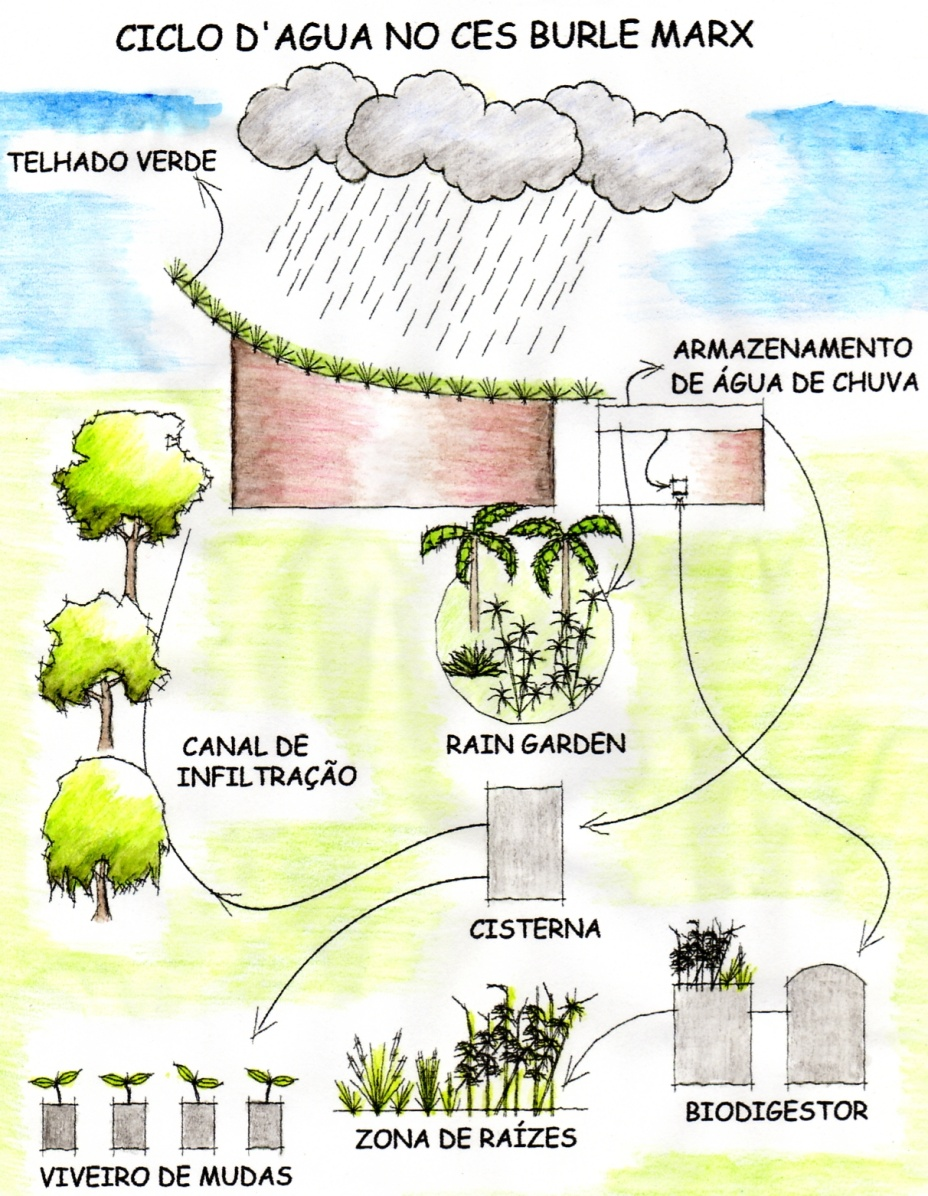 CICLO D'AGUA NO CES BURLE MARX
TELHADO VERDE
ARMAZENAMENTO
DE ÁGUA DE CHUVA
RAIN GARDEN
CANAL DE
INFILTRAÇÃO
CISTERNA
BIODIGESTOR
ZONA DE RAÍZES
VIVEIRO DE MUDAS